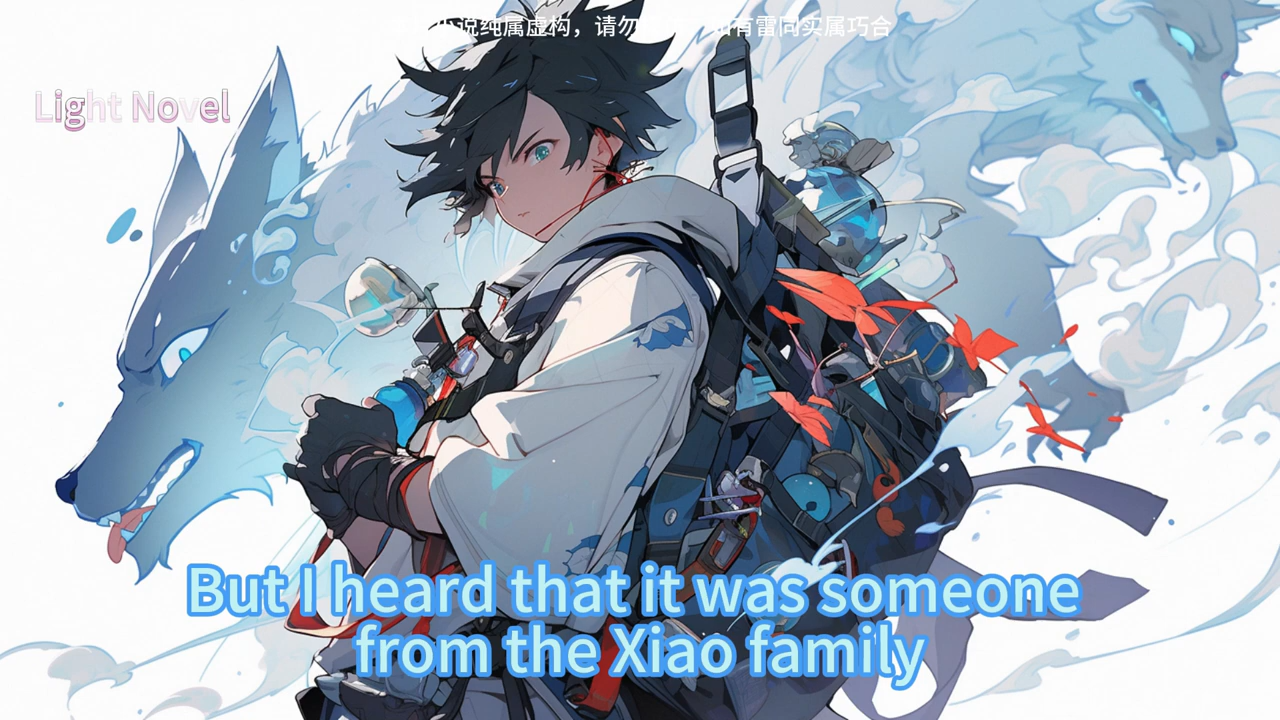 小说纯属虚构，请勿 有雷同实属巧合
Light Novel
But I heard that it was someone
from the Xiao family